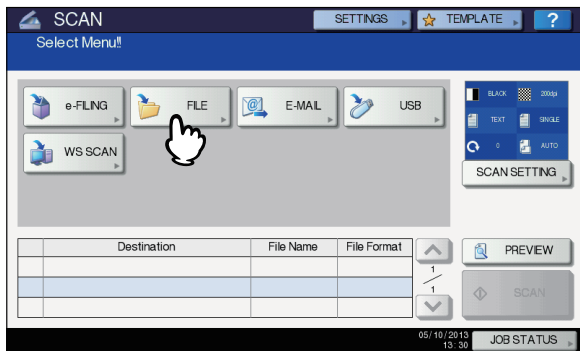 SCAN
SETTINGS
TEMPLATE
?
Select Menu!!
e-FILING
FILE
E-MAIL
USB
WS SCAN
BLACK
200dpi
TEXT
SINGLE
0
AUTO
SCAN SETTING
Destination
File Name
File Format
1
1
PREVIEW
SCAN
05/10/2013
13:30
JOB STATUS